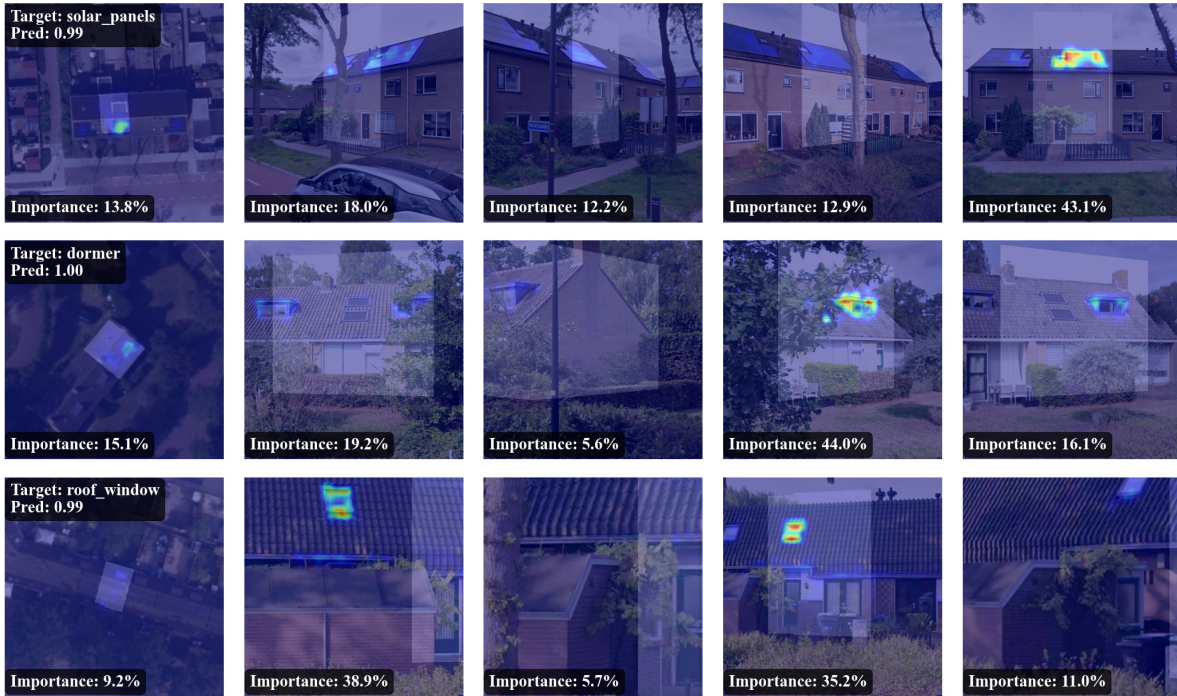 Target: solar_panels
Pred: 0.99
Importance: 13.8%
Importance: 18.0%
Importance: 12.2%
Importance: 12.9%
Importance: 43.1%
Target: dormer
Pred: 1.00
Importance: 15.1%
Importance: 19.2%
Importance: 5.6%
Importance: 44.0%
Importance: 16.1%
Target: roof_window
Pred: 0.99
Importance: 9.2%
Importance: 38.9%
Importance: 5.7%
Importance: 35.2%
Importance: 11.0%